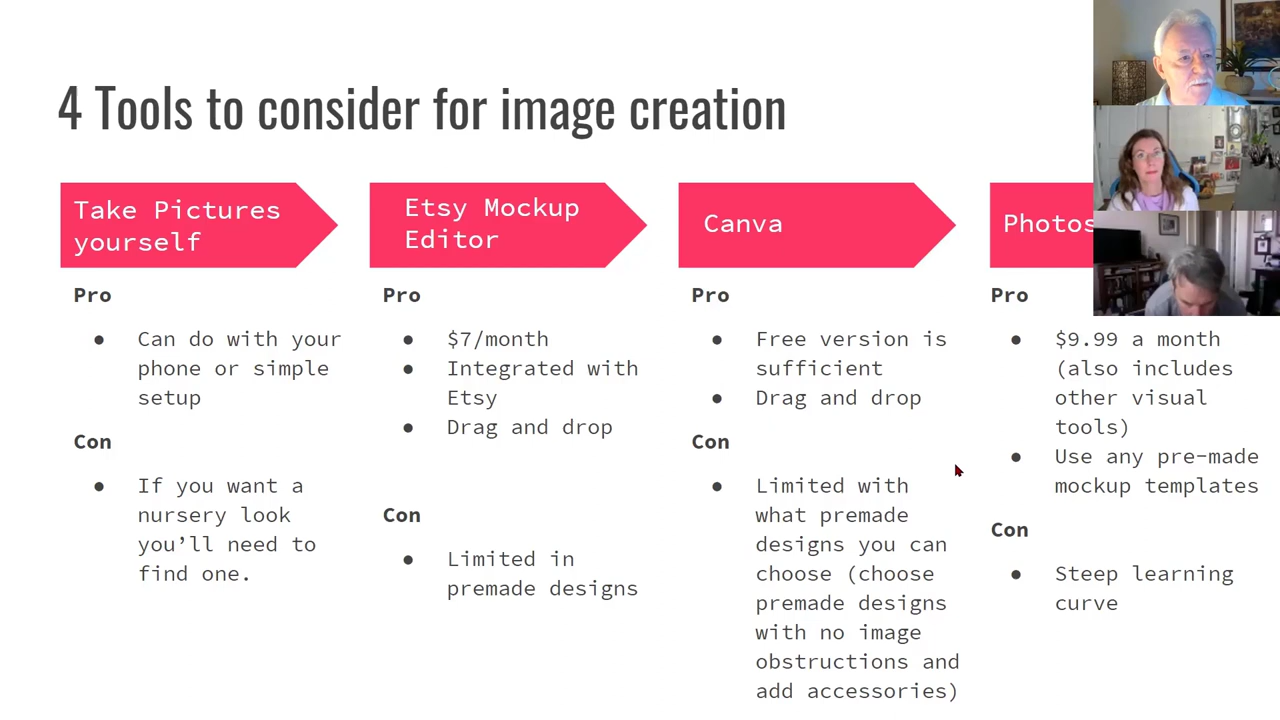 4 Tools to consider for image creation
Take Pictures
yourself
Pro
● Can do with your
phone or simple
setup
Con
● If you want a
nursery look
you’ll need to
find one.
Etsy Mockup
Editor
Pro
● $7/month
● Integrated with
Etsy
● Drag and drop
Con
● Limited in
premade designs
Canva
Pro
● Free version is
sufficient
● Drag and drop
Con
● Limited with
what premade
designs you can
choose (choose
premade designs
with no image
obstructions and
add accessories)
Photos
Pro
● $9.99 a month
(also includes
other visual
tools)
● Use any pre-made
mockup templates
Con
● Steep learning
curve